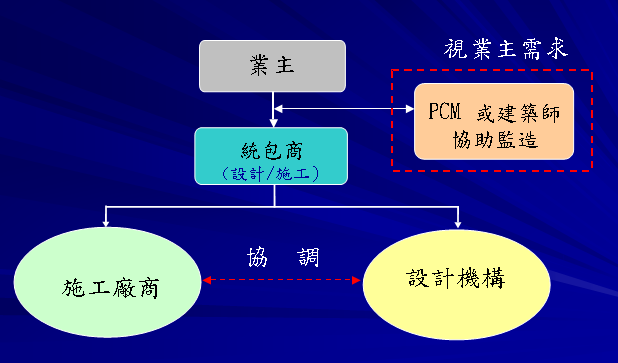 視業主需求
業主
PCM 或建築師
協助監造
統包商
(設計/施工)
協 調
施工廠商
設計機構